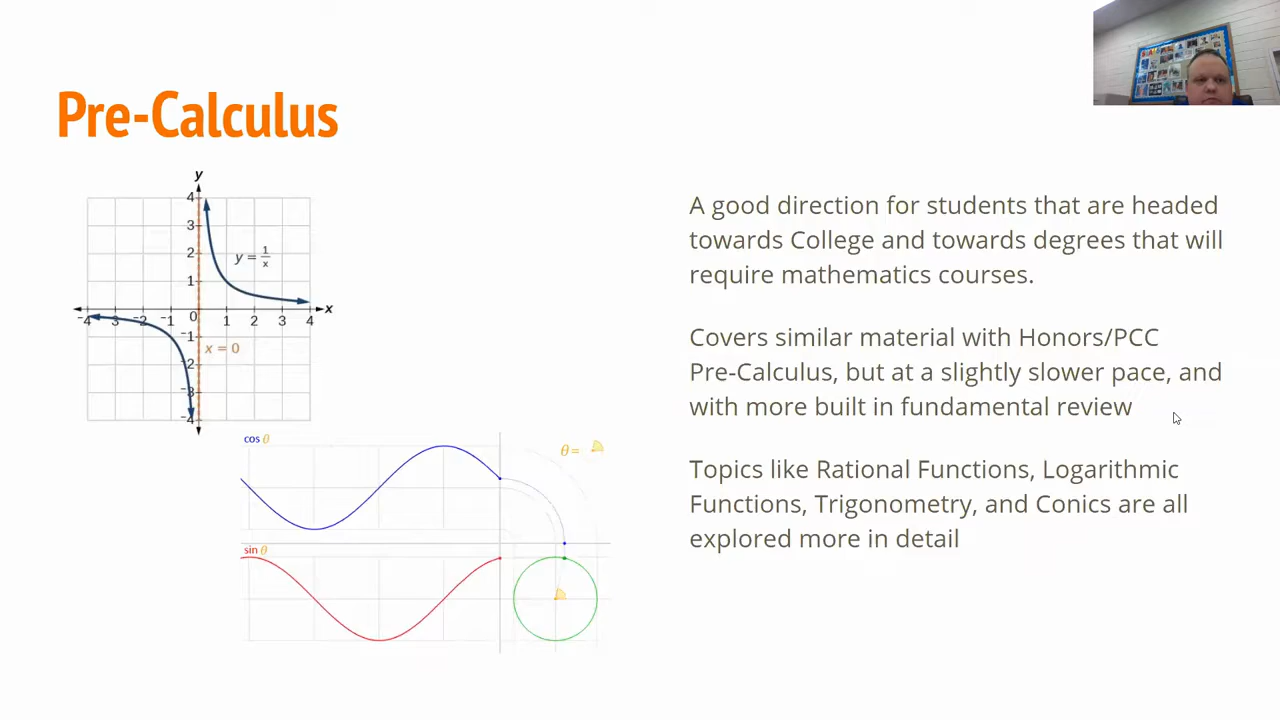 Pre-Calculus
y
4
3
2
1
0
-4
-3
-2
-1
1
2
3
4
x
-1
-2
-3
-4
y = 1/x
x = 0
A good direction for students that are headed
towards College and towards degrees that will
require mathematics courses.
Covers similar material with Honors/PCC
Pre-Calculus, but at a slightly slower pace, and
with more built in fundamental review
Topics like Rational Functions, Logarithmic
Functions, Trigonometry, and Conics are all
explored more in detail
cos θ
θ =
sin θ